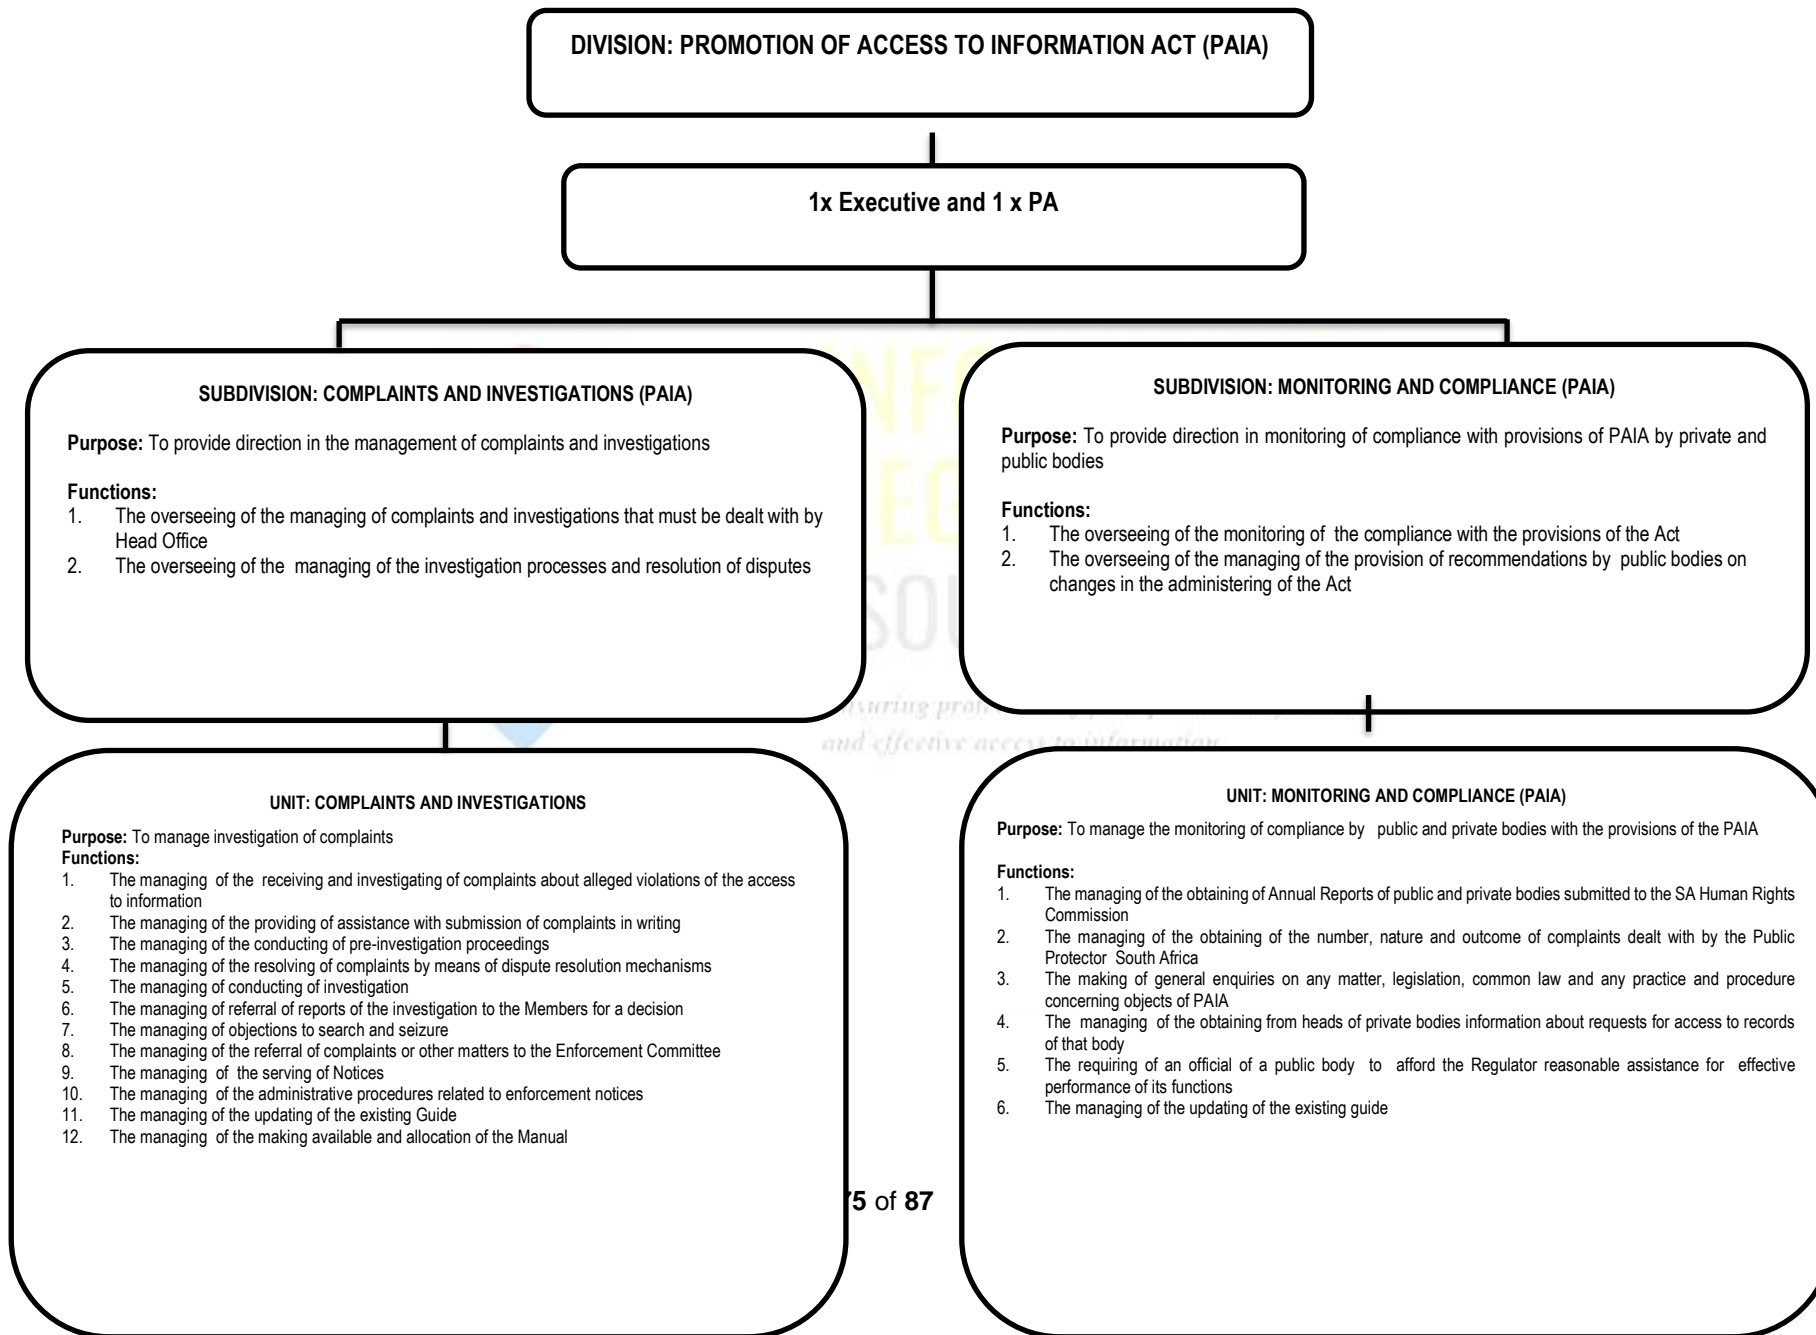 DIVISION: PROMOTION OF ACCESS TO INFORMATION ACT (PAIA)
1x Executive and 1 x PA
SUBDIVISION: COMPLAINTS AND INVESTIGATIONS (PAIA)
Purpose: To provide direction in the management of complaints and investigations
Functions:
1. The overseeing of the managing of complaints and investigations that must be dealt with by
Head Office
2. The overseeing of the managing of the investigation processes and resolution of disputes
SUBDIVISION: MONITORING AND COMPLIANCE (PAIA)
Purpose: To provide direction in monitoring of compliance with provisions of PAIA by private and
public bodies
Functions:
1. The overseeing of the monitoring of the compliance with the provisions of the Act
2. The overseeing of the managing of the provision of recommendations by public bodies on
changes in the administering of the Act
and effective access to information
UNIT: COMPLAINTS AND INVESTIGATIONS
Purpose: To manage investigation of complaints
Functions:
1. The managing of the receiving and investigating of complaints about alleged violations of the access
to information
2. The managing of the providing of assistance with submission of complaints in writing
3. The managing of the conducting of pre-investigation proceedings
4. The managing of the resolving of complaints by means of dispute resolution mechanisms
5. The managing of conducting of investigation
6. The managing of referral of reports of the investigation to the Members for a decision
7. The managing of objections to search and seizure
8. The managing of the referral of complaints or other matters to the Enforcement Committee
9. The managing of the serving of Notices
10. The managing of the administrative procedures related to enforcement notices
11. The managing of the updating of the existing Guide
12. The managing of the making available and allocation of the Manual
UNIT: MONITORING AND COMPLIANCE (PAIA)
Purpose: To manage the monitoring of compliance by public and private bodies with the provisions of the PAIA
Functions:
1. The managing of the obtaining of Annual Reports of public and private bodies submitted to the SA Human Rights
Commission
2. The managing of the obtaining of the number, nature and outcome of complaints dealt with by the Public
Protector South Africa
3. The making of general enquiries on any matter, legislation, common law and any practice and procedure
concerning objects of PAIA
4. The managing of the obtaining from heads of private bodies information about requests for access to records
of that body
5. The requiring of an official of a public body to afford the Regulator reasonable assistance for effective
performance of its functions
6. The managing of the updating of the existing guide
5 of 87